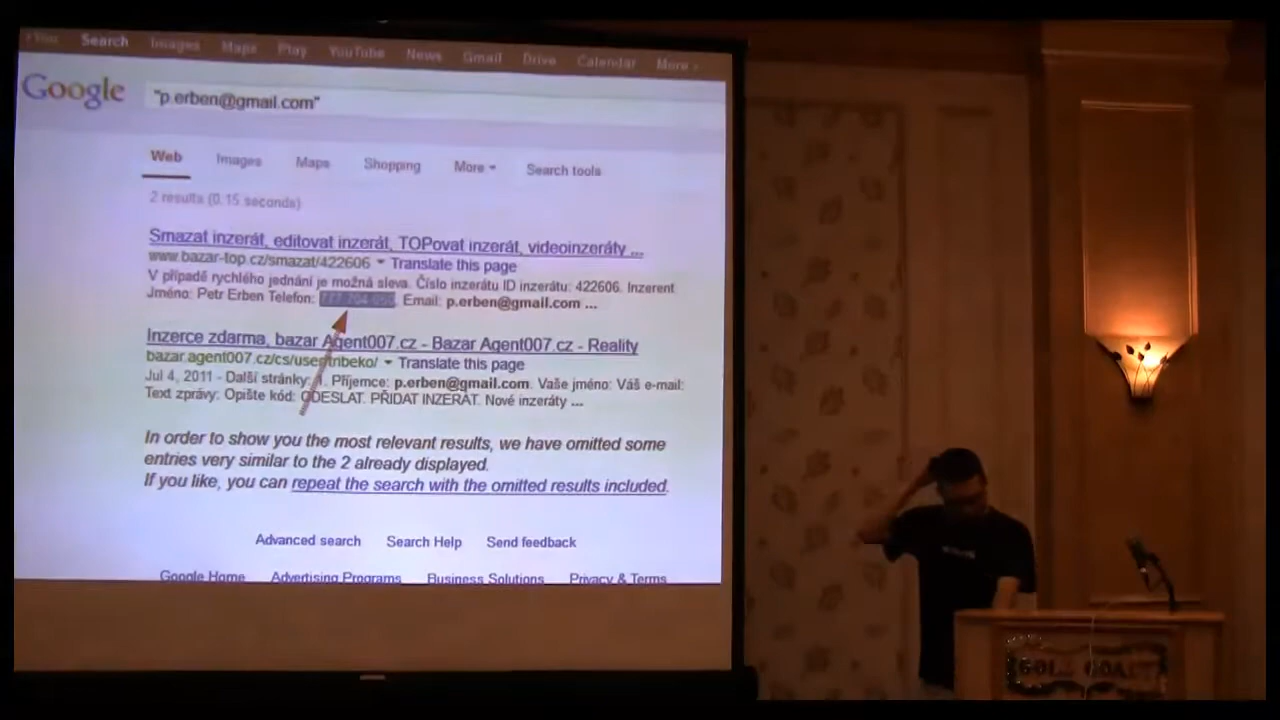 Search Images Maps Play YouTube News Gmail Drive Calendar More
Google
"p.erben@gmail.com"
Web Images Maps Shopping More Search tools
2 results (0.15 seconds)
Smazat inzerát, editovat inzerát, TOPovat inzerát, videoinzeráty ...
www.bazar-top.cz/smazat/422606 Translate this page
V případě rychlého jednání je možná sleva. Číslo inzerátu ID inzerátu: 422606. Inzerent
Jméno: Petr Erben Telefon: Email: p.erben@gmail.com ...
Inzerce zdarma, bazar Agent007.cz - Bazar Agent007.cz - Reality
Translate this page
Jul 4, 2011 - Další stránky: Příjemce: p.erben@gmail.com. Vaše jméno: Váš e-mail:
Text zprávy: Opište kód: ODESLAT. PŘIDAT INZERÁT. Nové inzeráty ...
In order to show you the most relevant results, we have omitted some
entries very similar to the 2 already displayed.
If you like, you can repeat the search with the omitted results included.
Advanced search Search Help Send feedback
Google Home Advertising Programs Business Solutions Privacy & Terms
GOLD COAST